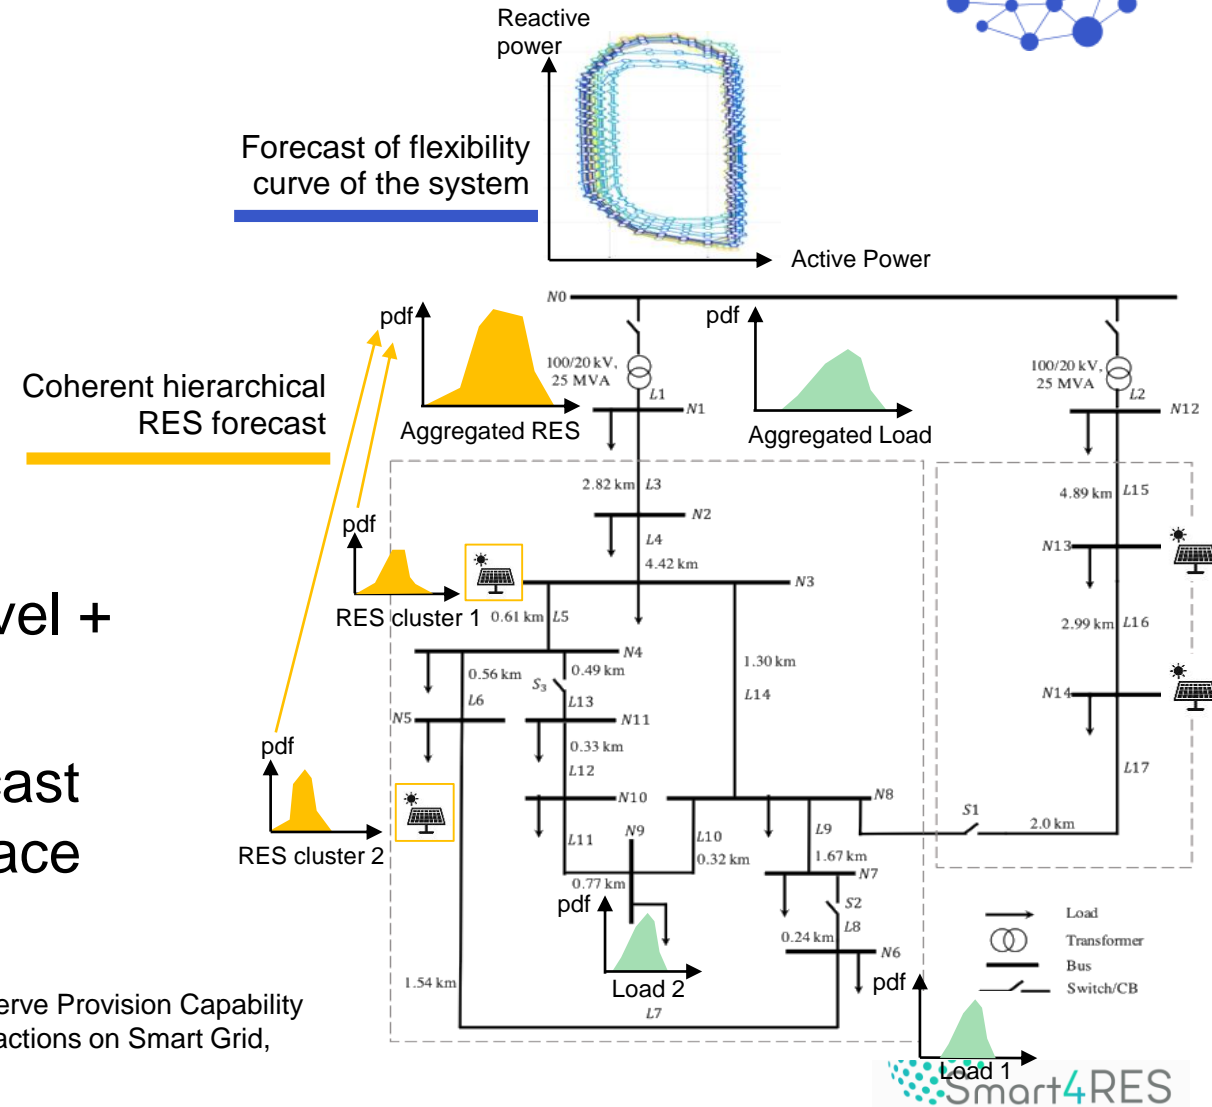 Reactive
power
Forecast of flexibility
curve of the system
Active Power
N0
pdf
pdf
100/20 kV,
25 MVA
100/20 kV,
25 MVA
Coherent hierarchical
RES forecast
L1
N1
L2
N12
Aggregated RES
Aggregated Load
2.82 km L3
4.89 km L15
N2
pdf
L4
N13
4.42 km
N3
vel +
RES cluster 1
0.61 km L5
2.99 km L16
N4
0.56 km
0.49 km
1.30 km
S3
L6
L13
L14
N14
N5
N11
pdf
0.33 km
cast
L12
L17
N10
N8
S1
N9
L10
L9
2.0 km
L11
ace
RES cluster 2
0.32 km
1.67 km
0.77 km
N7
pdf
S2
Load
L8
0.24 km
Transformer
N6
Bus
1.54 km
Load 2
pdf
Switch/CB
serve Provision Capability
L7
actions on Smart Grid,
Load 1
Smart4RES